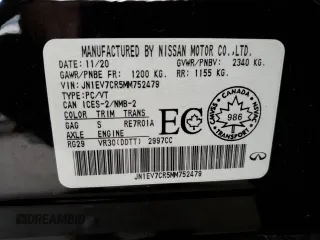 MANUFACTURED BY NISSAN MOTOR CO.,LTD.
DATE: 11/20 GVWR/PNBV: 2340 KG.
GAWR/PNBE FR: 1200 KG. RR: 1155 KG.
VIN: JN1EV7CR5MM752479
TYPE:PC/VT
CAN ICES-2/NMB-2
COLOR TRIM TRANS
GAG S RE7R01A
AXLE ENGINE
RG29 VR30(DDTT) 2997CC
EC
CANADA
986
JN1EV7CR5MM752479
DREAMBID